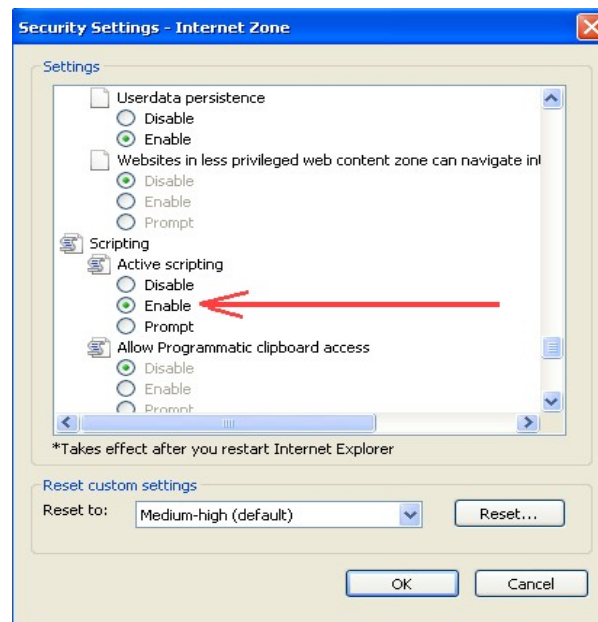 Security Settings - Internet Zone
Settings
Userdata persistence
Disable
Enable
Websites in less privileged web content zone can navigate
Disable
Enable
Prompt
Scripting
Active scripting
Disable
Enable
Prompt
Allow Programmatic clipboard access
Disable
Enable
Prompt
*Takes effect after you restart Internet Explorer
Reset custom settings
Reset to: Medium-high (default) Reset...
OK Cancel